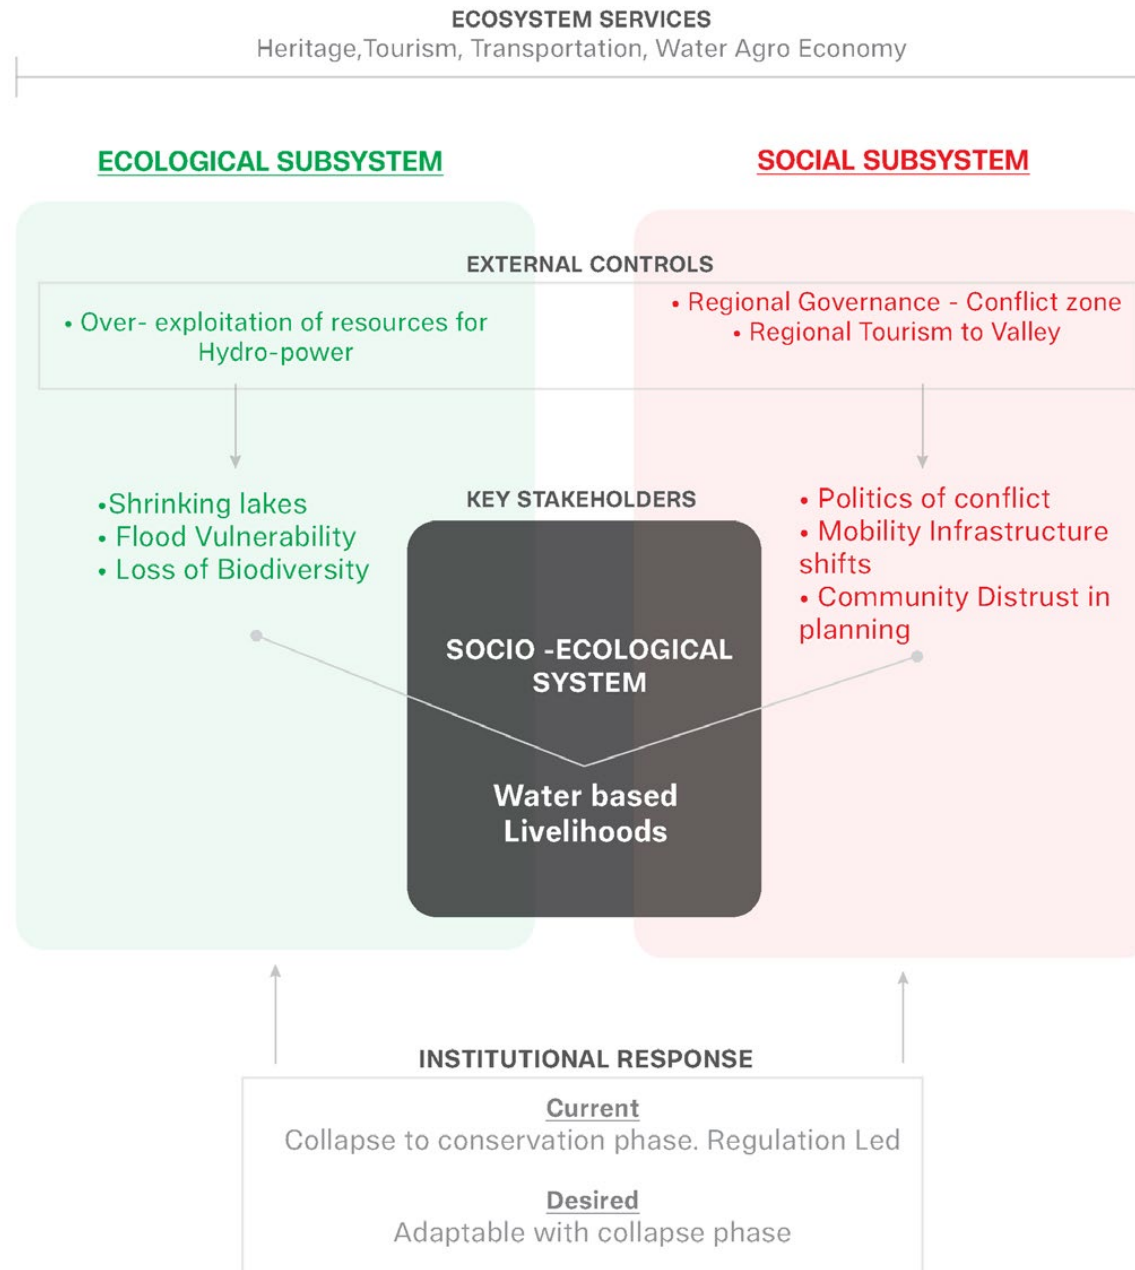 ECOSYSTEM SERVICES
Heritage,Tourism, Transportation, Water Agro Economy
ECOLOGICAL SUBSYSTEM
SOCIAL SUBSYSTEM
EXTERNAL CONTROLS
• Over- exploitation of resources for
Hydro-power
• Regional Governance - Conflict zone
• Regional Tourism to Valley
•Shrinking lakes
• Flood Vulnerability
• Loss of Biodiversity
KEY STAKEHOLDERS
SOCIO -ECOLOGICAL
SYSTEM
Water based
Livelihoods
• Politics of conflict
• Mobility Infrastructure
shifts
• Community Distrust in
planning
INSTITUTIONAL RESPONSE
Current
Collapse to conservation phase. Regulation Led
Desired
Adaptable with collapse phase